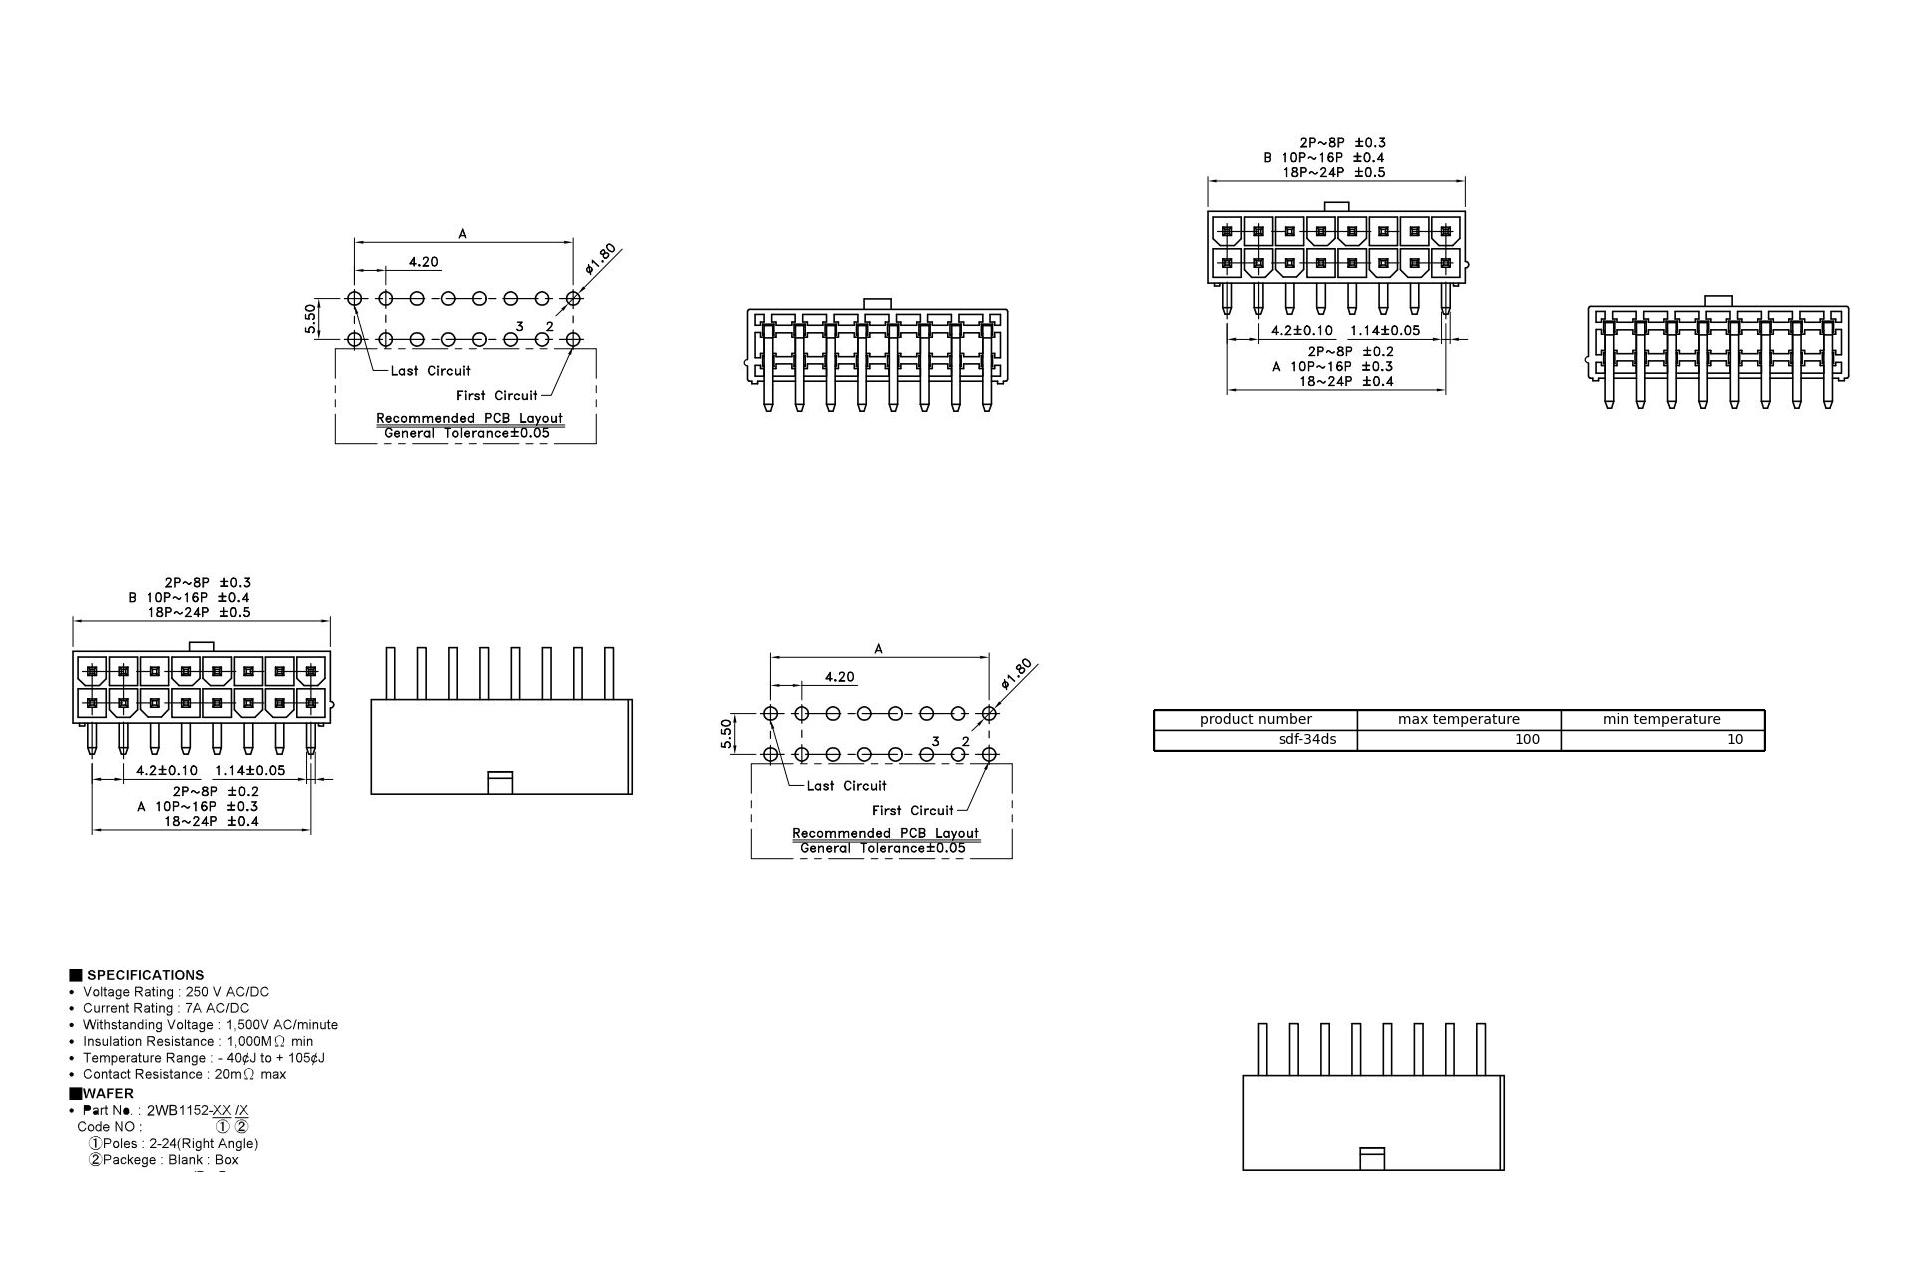 2P~8P ±0.3
B 10P~16P ±0.4
18P~24P ±0.5
A
4.20
ø1.80
5.50
3 2
Last Circuit
First Circuit
Recommended PCB Layout
General Tolerance±0.05
4.2±0.10 1.14±0.05
2P~8P ±0.2
A 10P~16P ±0.3
18~24P ±0.4
2P~8P ±0.3
B 10P~16P ±0.4
18P~24P ±0.5
4.2±0.10 1.14±0.05
2P~8P ±0.2
A 10P~16P ±0.3
18~24P ±0.4
A
4.20
ø1.80
5.50
3 2
Last Circuit
First Circuit
Recommended PCB Layout
General Tolerance±0.05
product number max temperature min temperature
sdf-34ds 100 10
■ SPECIFICATIONS
• Voltage Rating : 250 V AC/DC
• Current Rating : 7A AC/DC
• Withstanding Voltage : 1,500V AC/minute
• Insulation Resistance : 1,000MΩ min
• Temperature Range : - 40¢J to + 105¢J
• Contact Resistance : 20mΩ max
■WAFER
• Part No. : 2WB1152-XX /X
Code NO : ① ②
①Poles : 2-24(Right Angle)
②Packege : Blank : Box